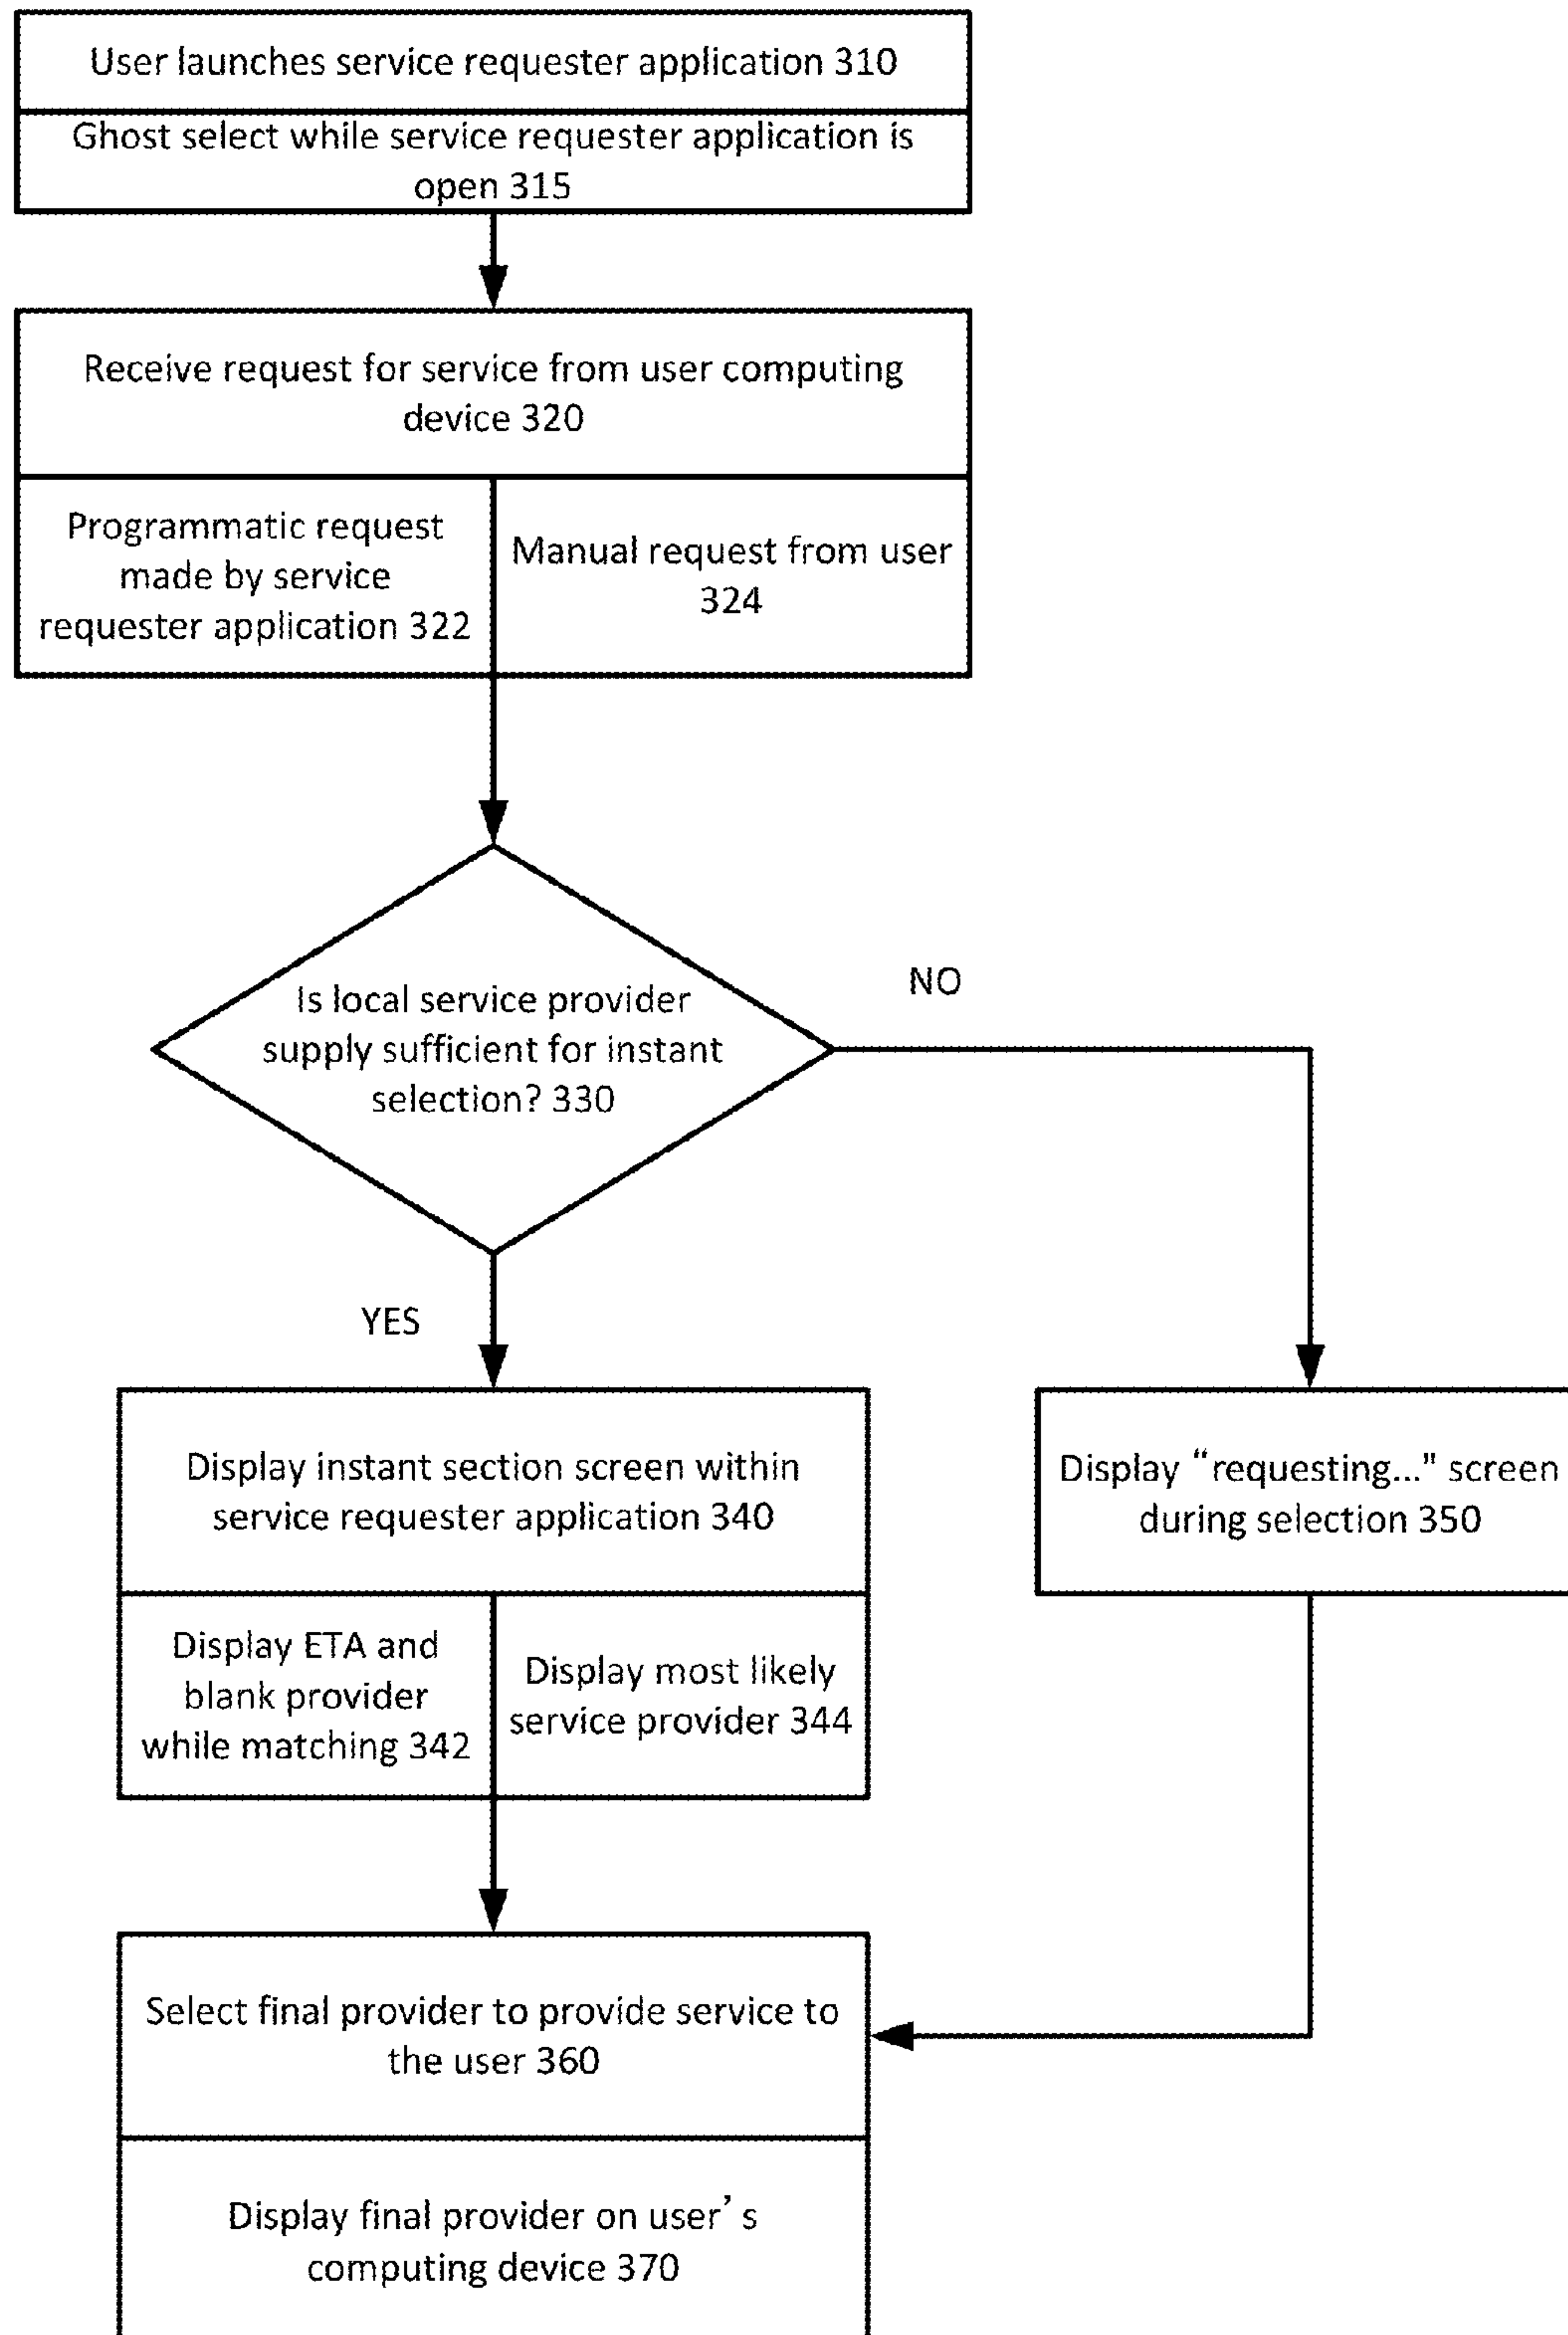 User launches service requester application 310
Ghost select while service requester application is
open 315
Receive request for service from user computing
device 320
Programmatic request
made by service
requester application 322
Manual request from user
324
Is local service provider
supply sufficient for instant
selection? 330
NO
YES
Display instant section screen within
service requester application 340
Display ETA and
blank provider
while matching 342
Display most likely
service provider 344
Display “requesting..." screen
during selection 350
Select final provider to provide service to
the user 360
Display final provider on user’ s
computing device 370